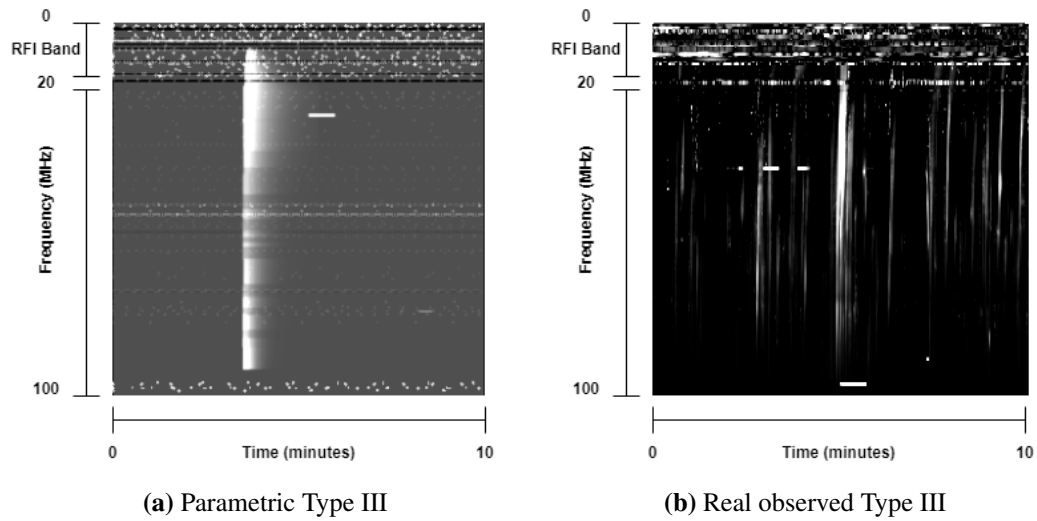 0
RFI Band
20
Frequency (MHz)
100
0
10
Time (minutes)
(a) Parametric Type III
0
RFI Band
20
Frequency (MHz)
100
0
10
Time (minutes)
(b) Real observed Type III